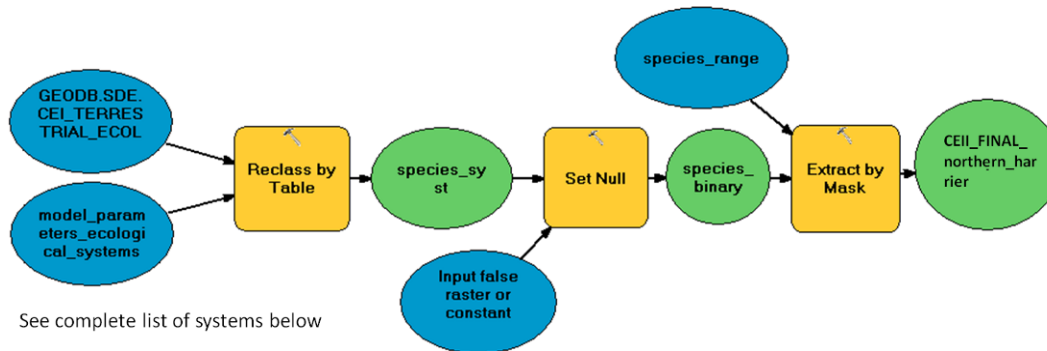 GEODB.SDE.
CEI_TERRES
TRIAL_ECOL
model_param
eters_ecologi
cal_systems
Reclass by
Table
species_sy
st
Input false
raster or
constant
Set Null
species_
binary
species_range
Extract by
Mask
CEII_FINAL_
northern_har
rier
See complete list of systems below